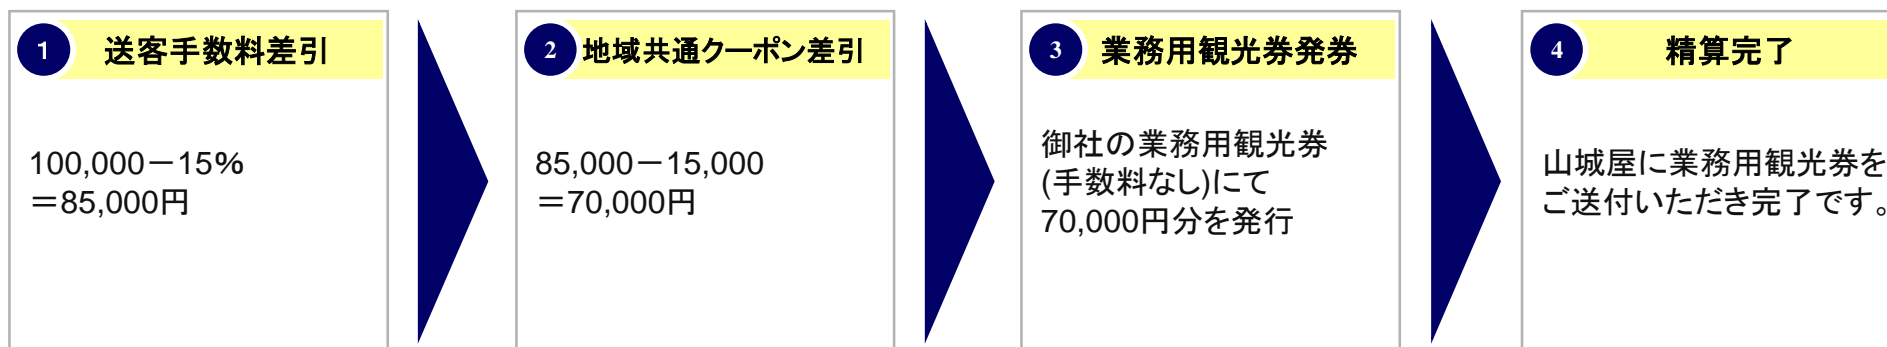 1 送客手数料差引
100,000－15%
＝85,000円
2 地域共通クーポン差引
85,000－15,000
＝70,000円
3 業務用観光券発券
御社の業務用観光券
(手数料なし)にて
70,000円分を発行
4 精算完了
山城屋に業務用観光券を
ご送付いただき完了です。